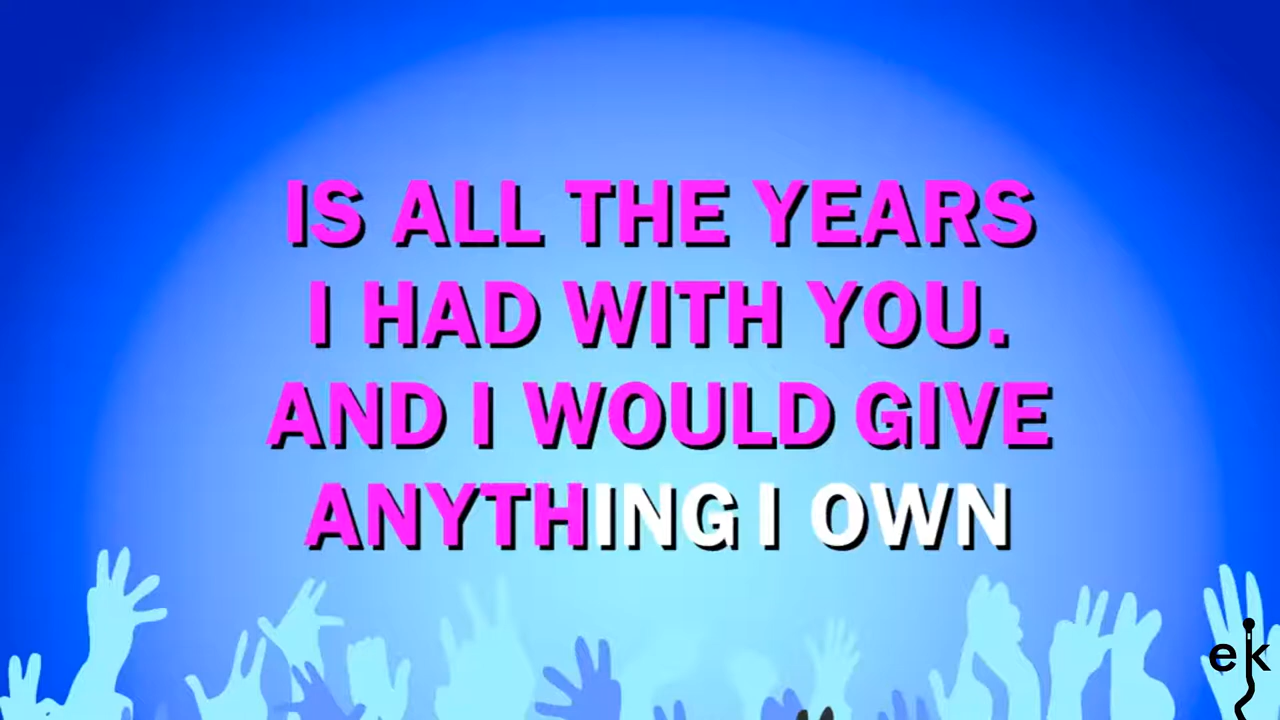 IS ALL THE YEARS
I HAD WITH YOU.
AND I WOULD GIVE
ANYTHING I OWN
ek